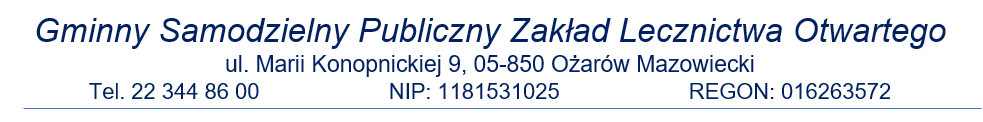 Gminny Samodzielny Publiczny Zakład Lecznictwa Otwartego
ul. Marii Konopnickiej 9, 05-850 Ożarów Mazowiecki
Tel. 22 344 86 00 NIP: 1181531025 REGON: 016263572